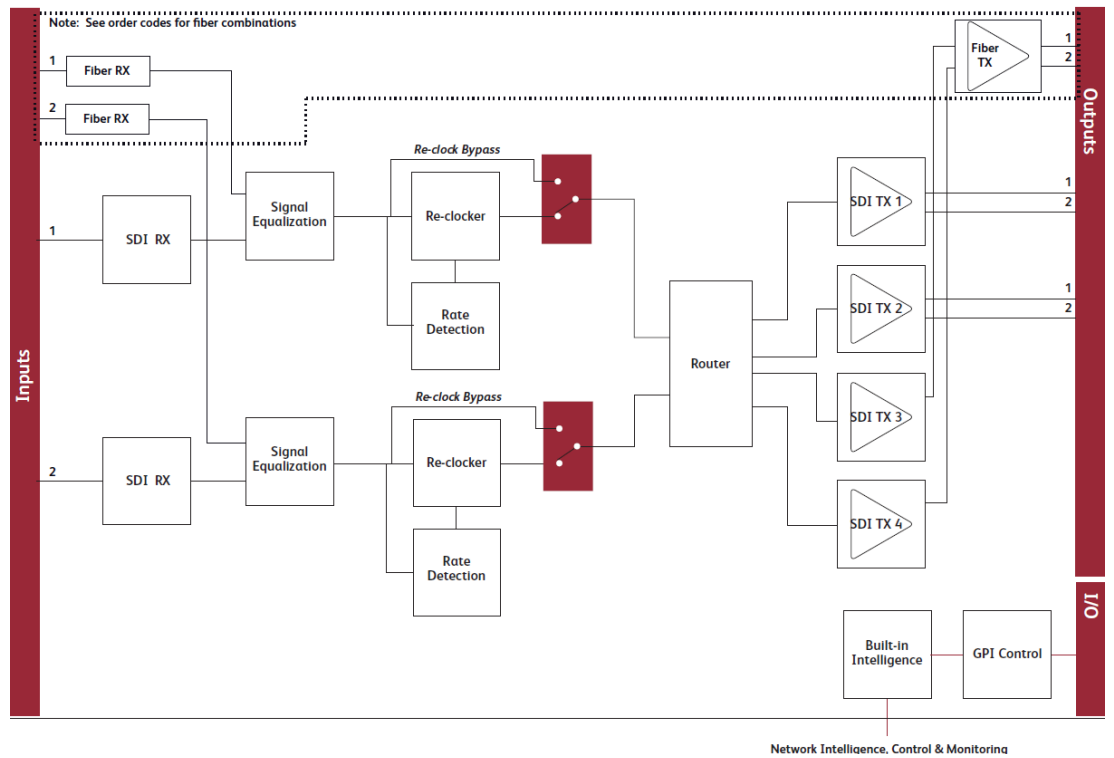 Note: See order codes for fiber combinations
1
Fiber RX
2
Fiber RX
Fiber
TX
1
2
Outputs
Re-clock Bypass
Signal
Equalization
Re-clocker
1
SDI RX
Rate
Detection
SDI TX 1
1
2
SDI TX 2
1
2
Inputs
Router
Re-clock Bypass
SDI TX 3
2
SDI RX
Signal
Equalization
Re-clocker
SDI TX 4
Rate
Detection
I/O
Built-in
Intelligence
GPI Control
Network Intelligence, Control & Monitoring